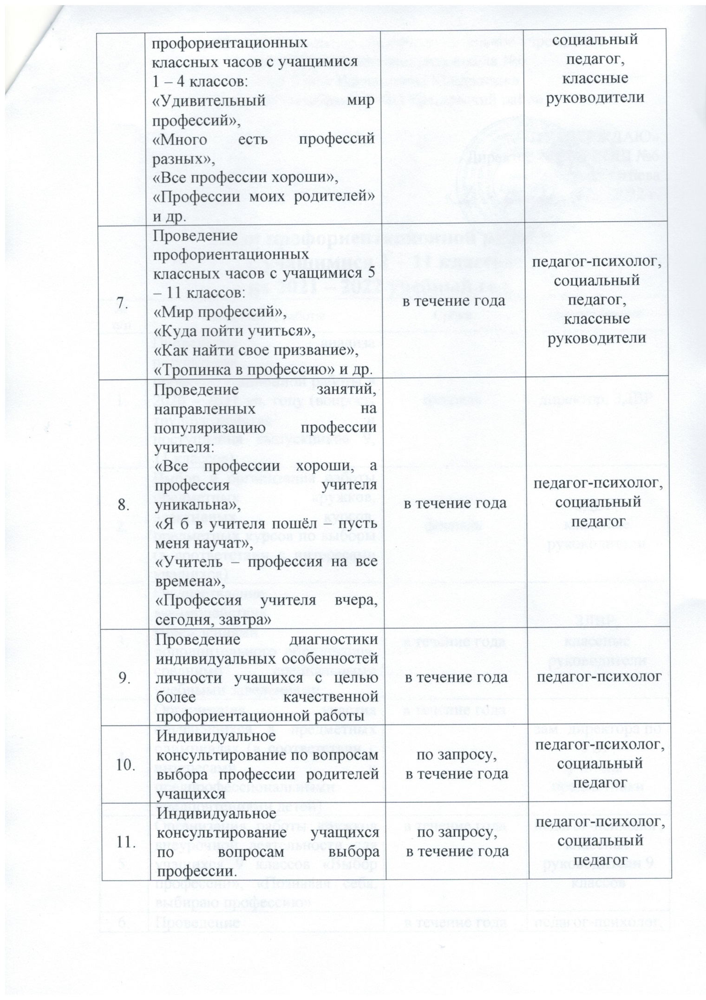 профориентационных
классных часов с учащимися
1 – 4 классов:
«Удивительный мир
профессий»,
«Много есть профессий
разных»,
«Все профессии хороши»,
«Профессии моих родителей»
и др.
социальный
педагог,
классные
руководители
7.
Проведение
профориентационных
классных часов с учащимися 5
– 11 классов:
«Мир профессий»,
«Куда пойти учиться»,
«Как найти свое призвание»,
«Тропинка в профессию» и др.
в течение года
педагог-психолог,
социальный
педагог,
классные
руководители
8.
Проведение занятий,
направленных на
популяризацию профессии
учителя:
«Все профессии хороши, а
профессия учителя
уникальна»,
«Я б в учителя пошёл – пусть
меня научат»,
«Учитель – профессия на все
времена»,
«Профессия учителя вчера,
сегодня, завтра»
в течение года
педагог-психолог,
социальный
педагог
9.
Проведение диагностики
индивидуальных особенностей
личности учащихся с целью
более качественной
профориентационной работы
в течение года
педагог-психолог
10.
Индивидуальное
консультирование по вопросам
выбора профессии родителей
учащихся
по запросу,
в течение года
педагог-психолог,
социальный
педагог
11.
Индивидуальное
консультирование учащихся
по вопросам выбора
профессии.
по запросу,
в течение года
педагог-психолог,
социальный
педагог